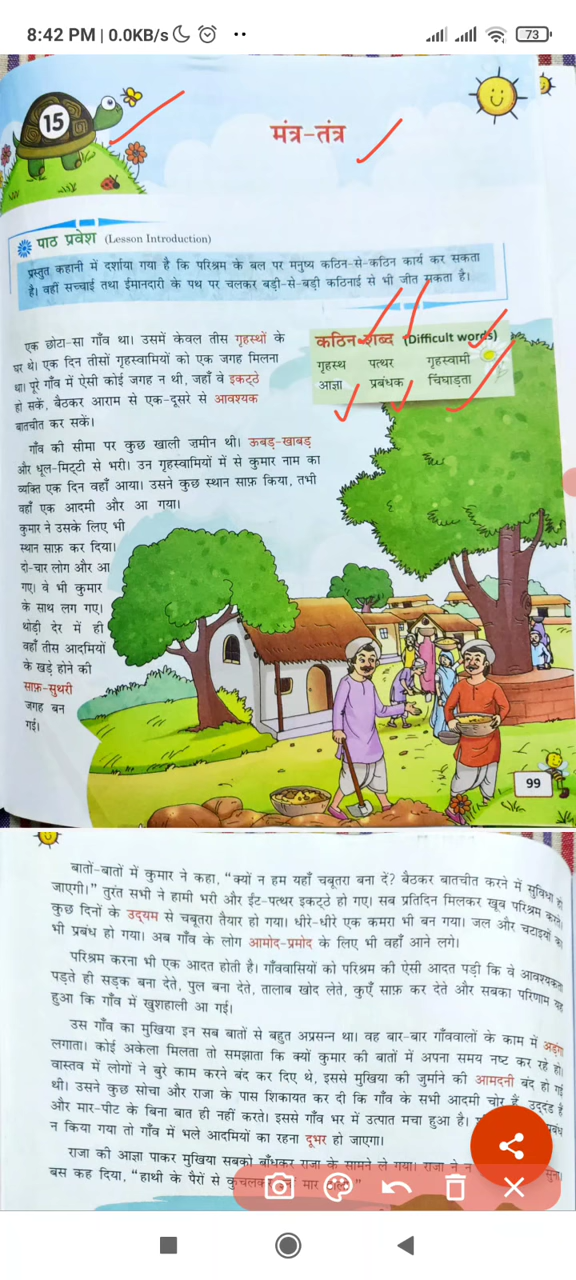 8:42 PM | 0.0KB/s
73
15
मंत्र-तंत्र
पाठ प्रवेश (Lesson Introduction)
प्रस्तुत कहानी में दर्शाया गया है कि परिश्रम के बल पर मनुष्य कठिन-से-कठिन कार्य कर सकता
है। वहीं सच्चाई तथा ईमानदारी के पथ पर चलकर बड़ी-से-बड़ी कठिनाई से भी जीत सकता है।
एक छोटा-सा गाँव था। उसमें केवल तीस गृहस्थों के
घर थे। एक दिन तीसों गृहस्वामियों को एक जगह मिलना
था। पूरे गाँव में ऐसी कोई जगह न थी, जहाँ वे इकट्ठे
हो सकें, बैठकर आराम से एक-दूसरे से आवश्यक
बातचीत कर सकें।
कठिन शब्द (Difficult words)
गृहस्थ पत्थर गृहस्वामी
आज्ञा प्रबंधक चिंघाड़ता
गाँव की सीमा पर कुछ खाली ज़मीन थी। ऊबड़-खाबड़
और धूल-मिट्टी से भरी। उन गृहस्वामियों में से कुमार नाम का
व्यक्ति एक दिन वहाँ आया। उसने कुछ स्थान साफ़ किया, तभी
वहाँ एक आदमी और आ गया।
कुमार ने उसके लिए भी
स्थान साफ़ कर दिया।
दो-चार लोग और आ
गए। वे भी कुमार
के साथ लग गए।
थोड़ी देर में ही
वहाँ तीस आदमियों
के खड़े होने की
साफ़-सुथरी
जगह बन
गई।
99
बातों-बातों में कुमार ने कहा, “क्यों न हम यहाँ चबूतरा बना दें? बैठकर बातचीत करने में सुविधा हो
जाएगी।” तुरंत सभी ने हामी भरी और ईंट-पत्थर इकट्ठे हो गए। सब प्रतिदिन मिलकर खूब परिश्रम करते।
कुछ दिनों के उद्यम से चबूतरा तैयार हो गया। धीरे-धीरे एक कमरा भी बन गया। जल और चटाइयों का
भी प्रबंध हो गया। अब गाँव के लोग आमोद-प्रमोद के लिए भी वहाँ आने लगे।
परिश्रम करना भी एक आदत होती है। गाँववासियों को परिश्रम की ऐसी आदत पड़ी कि वे आवश्यकता
पड़ते ही सड़क बना देते, पुल बना देते, तालाब खोद लेते, कुएँ साफ़ कर देते और सबका परिणाम यह
हुआ कि गाँव में खुशहाली आ गई।
उस गाँव का मुखिया इन सब बातों से बहुत अप्रसन्न था। वह बार-बार गाँववालों के काम में अड़ंगा
लगाता। कोई अकेला मिलता तो समझाता कि क्यों कुमार की बातों में अपना समय नष्ट कर रहे हो।
वास्तव में लोगों ने बुरे काम करने बंद कर दिए थे, इससे मुखिया की जुर्माने की आमदनी बंद हो गई
थी। उसने कुछ सोचा और राजा के पास शिकायत कर दी कि गाँव के सभी आदमी चोर हैं, उद्दंड हैं
और मार-पीट के बिना बात ही नहीं करते। इससे गाँव भर में उत्पात मचा हुआ है। प्रबंध
न किया गया तो गाँव में भले आदमियों का रहना दूभर हो जाएगा।
राजा की आज्ञा पाकर मुखिया सबको बाँधकर राजा के सामने ले गया। राजा ने न सुना।
बस कह दिया, “हाथी के पैरों से कुचलकर मार